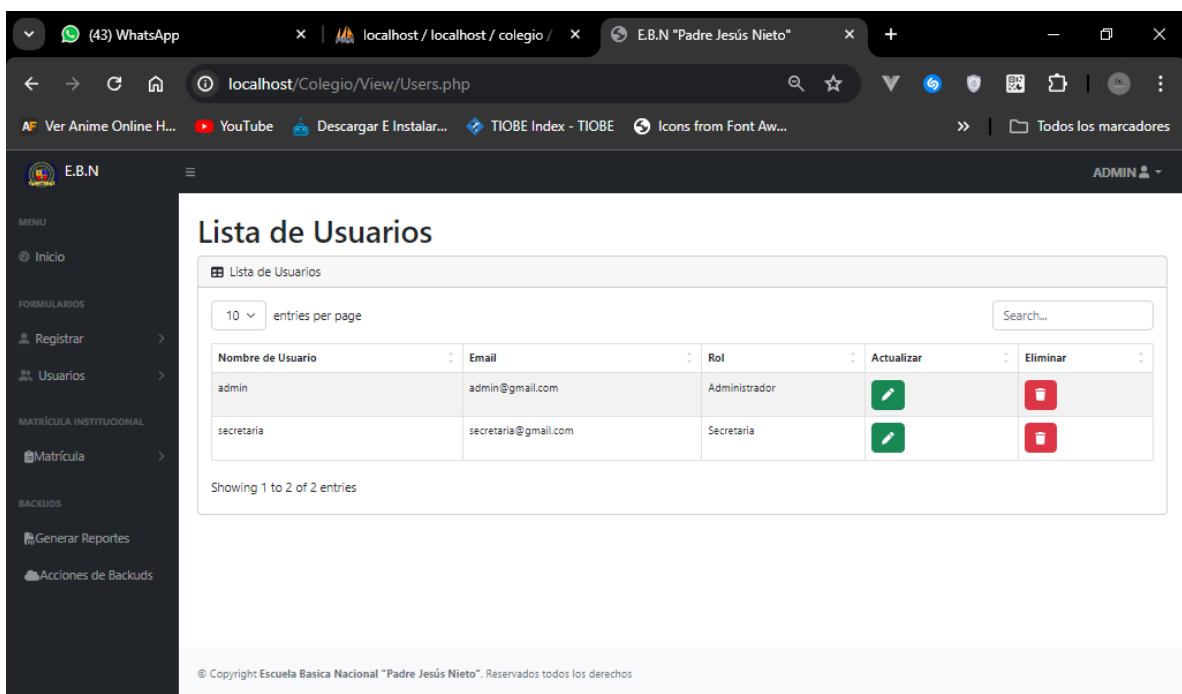 (43) WhatsApp
localhost / localhost / colegio /
E.B.N "Padre Jesús Nieto"
localhost/Colegio/View/Users.php
AF Ver Anime Online H...
YouTube
Descargar E Instalar...
TIOBE Index - TIOBE
Icons from Font Aw...
Todos los marcadores
E.B.N
ADMIN
MENU
Inicio
FORMULARIOS
Registrar
Usuarios
MATRÍCULA INSTITUCIONAL
Matrícula
BACKUDS
Generar Reportes
Acciones de Backuds
Lista de Usuarios
Lista de Usuarios
10 entries per page
Search...
Nombre de Usuario Email Rol Actualizar Eliminar
admin admin@gmail.com Administrador
secretaria secretaria@gmail.com Secretaria
Showing 1 to 2 of 2 entries
© Copyright Escuela Basica Nacional "Padre Jesús Nieto". Reservados todos los derechos